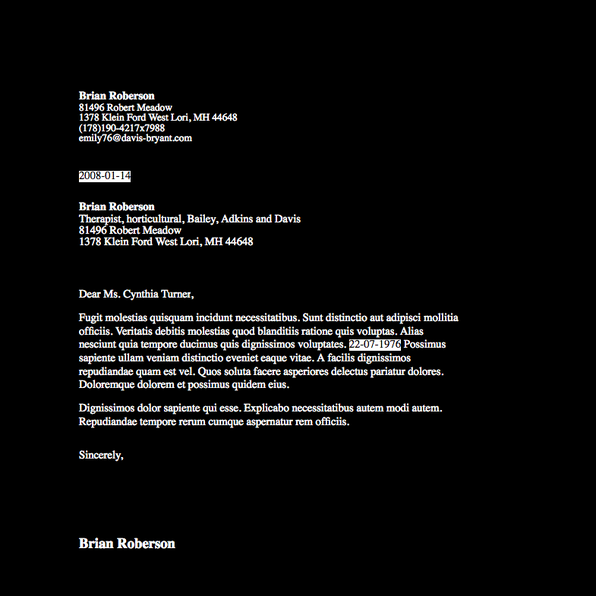 Brian Roberson
81496 Robert Meadow
1378 Klein Ford West Lori, MH 44648
(178)190-4217x7988
emily76@davis-bryant.com
2008-01-14
Brian Roberson
Therapist, horticultural, Bailey, Adkins and Davis
81496 Robert Meadow
1378 Klein Ford West Lori, MH 44648
Dear Ms. Cynthia Turner,
Fugit molestias quisquam incidunt necessitatibus. Sunt distinctio aut adipisci mollitia
officiis. Veritatis debitis molestias quod blanditiis ratione quis voluptas. Alias
nesciunt quia tempore ducimus quis dignissimos voluptates. 22-07-1976 Possimus
sapiente ullam veniam distinctio eveniet eaque vitae. A facilis dignissimos
repudiandae quam est vel. Quos soluta facere asperiores delectus pariatur dolores.
Doloremque dolorem et possimus quidem eius.
Dignissimos dolor sapiente qui esse. Explicabo necessitatibus autem modi autem.
Repudiandae tempore rerum cumque aspernatur rem officiis.
Sincerely,
Brian Roberson